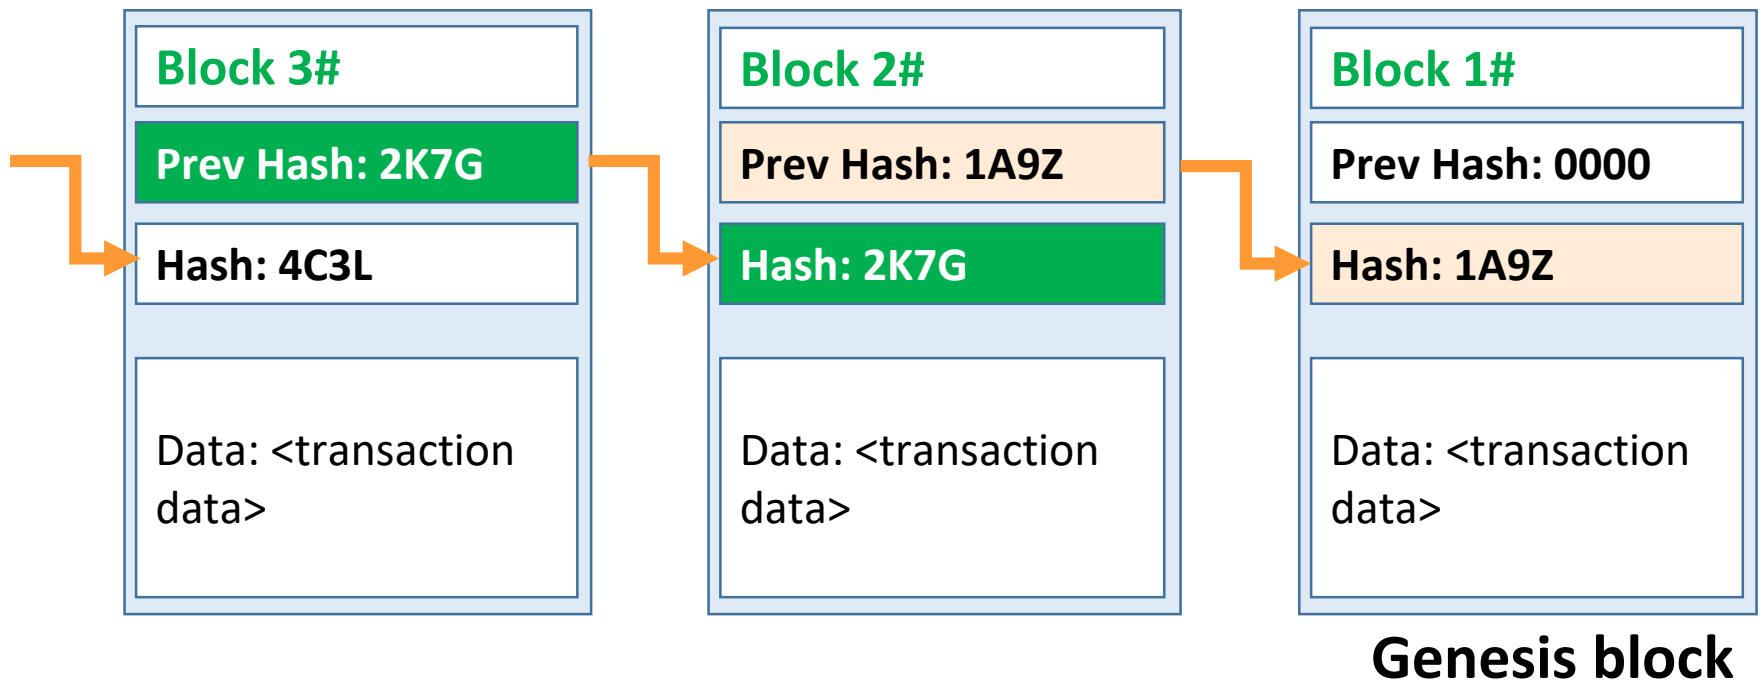 Block 3#
Prev Hash: 2K7G
Hash: 4C3L
Data: <transaction
data>
Block 2#
Prev Hash: 1A9Z
Hash: 2K7G
Data: <transaction
data>
Block 1#
Prev Hash: 0000
Hash: 1A9Z
Data: <transaction
data>
Genesis block